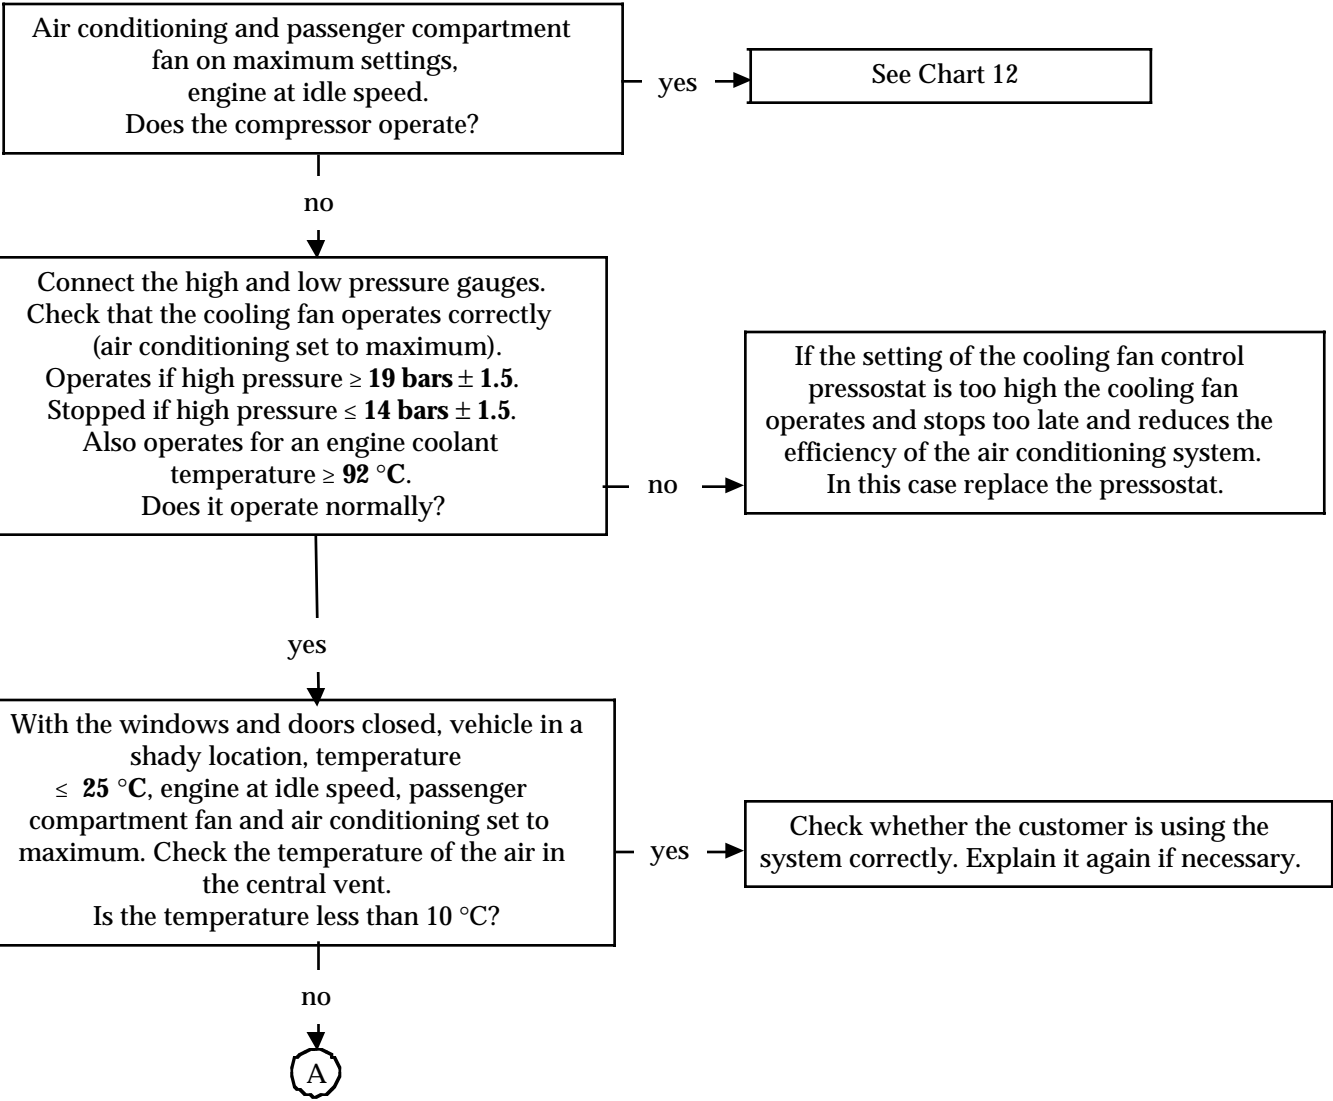 Air conditioning and passenger compartment
fan on maximum settings,
engine at idle speed.
Does the compressor operate?
yes
See Chart 12
no
Connect the high and low pressure gauges.
Check that the cooling fan operates correctly
(air conditioning set to maximum).
Operates if high pressure ≥ 19 bars ± 1.5.
Stopped if high pressure ≤ 14 bars ± 1.5.
Also operates for an engine coolant
temperature ≥ 92 °C.
Does it operate normally?
no
If the setting of the cooling fan control
pressostat is too high the cooling fan
operates and stops too late and reduces the
efficiency of the air conditioning system.
In this case replace the pressostat.
yes
With the windows and doors closed, vehicle in a
shady location, temperature
≤ 25 °C, engine at idle speed, passenger
compartment fan and air conditioning set to
maximum. Check the temperature of the air in
the central vent.
Is the temperature less than 10 °C?
yes
Check whether the customer is using the
system correctly. Explain it again if necessary.
no
A